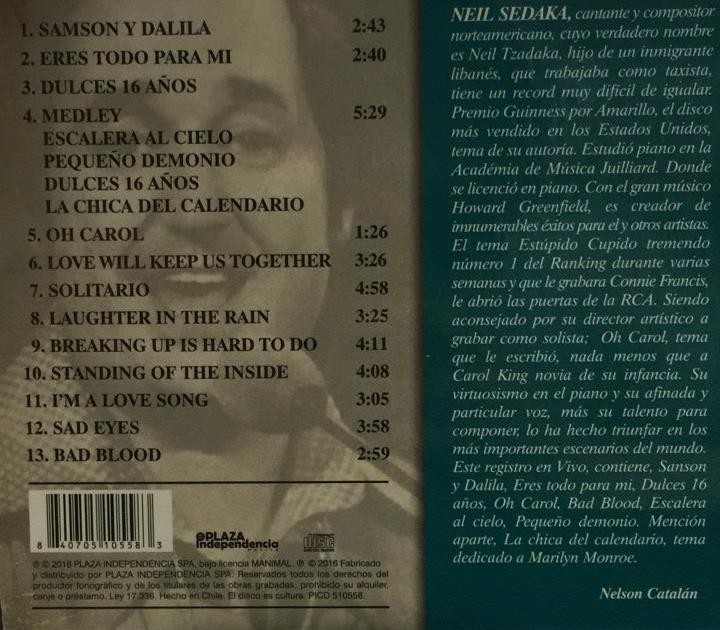 1. SAMSON Y DALILA 2:43
2. ERES TODO PARA MI 2:40
3. DULCES 16 AÑOS
4. MEDLEY 5:29
ESCALERA AL CIELO
PEQUEÑO DEMONIO
DULCES 16 AÑOS
LA CHICA DEL CALENDARIO
5. OH CAROL 1:26
6. LOVE WILL KEEP US TOGETHER 3:26
7. SOLITARIO 4:58
8. LAUGHTER IN THE RAIN 3:25
9. BREAKING UP IS HARD TO DO 4:11
10. STANDING OF THE INSIDE 4:08
11. I'M A LOVE SONG 3:05
12. SAD EYES 3:58
13. BAD BLOOD 2:59
8 40705 10558 3
PLAZA
Independencia
MUSICA
disc
℗ © 2016 PLAZA INDEPENDENCIA SPA, bajo licencia MANIMAL. ℗ © 2016 Fabricado
y distribuido por PLAZA INDEPENDENCIA SPA. Reservados todos los derechos del
productor fonográfico y de los titulares de las obras grabadas, prohibido su alquiler,
canje o préstamo. Ley 17.336. Hecho en Chile. El disco es cultura. PICD 510558.
NEIL SEDAKA, cantante y compositor
norteamericano, cuyo verdadero nombre
es Neil Tzadaka, hijo de un inmigrante
libanés, que trabajaba como taxista,
tiene un record muy difícil de igualar.
Premio Guinness por Amarillo, el disco
más vendido en los Estados Unidos,
tema de su autoría. Estudió piano en la
Académia de Música Juilliard. Donde
se licenció en piano. Con el gran músico
Howard Greenfield, es creador de
innumerables éxitos para el y otros artistas.
El tema Estúpido Cupido tremendo
número 1 del Ranking durante varias
semanas y que le grabara Connie Francis,
le abrió las puertas de la RCA. Siendo
aconsejado por su director artístico a
grabar como solista; Oh Carol, tema
que le escribió, nada menos que a
Carol King novia de su infancia. Su
virtuosismo en el piano y su afinada y
particular voz, más su talento para
componer, lo ha hecho triunfar en los
más importantes escenarios del mundo.
Este registro en Vivo, contiene, Sanson
y Dalila, Eres todo para mi, Dulces 16
años, Oh Carol, Bad Blood, Escalera
al cielo, Pequeño demonio. Mención
aparte, La chica del calendario, tema
dedicado a Marilyn Monroe.
Nelson Catalán